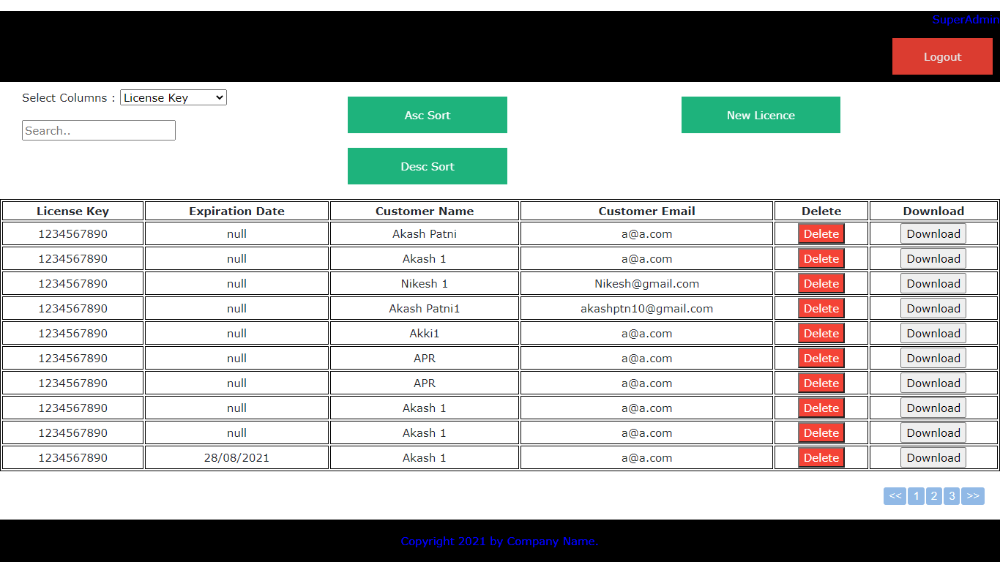 SuperAdmin
Logout
Select Columns : License Key
Search..
Asc Sort
Desc Sort
New Licence
License Key Expiration Date Customer Name Customer Email Delete Download
1234567890 null Akash Patni a@a.com Delete Download
1234567890 null Akash 1 a@a.com Delete Download
1234567890 null Nikesh 1 Nikesh@gmail.com Delete Download
1234567890 null Akash Patni1 akashptn10@gmail.com Delete Download
1234567890 null Akki1 a@a.com Delete Download
1234567890 null APR a@a.com Delete Download
1234567890 null APR a@a.com Delete Download
1234567890 null Akash 1 a@a.com Delete Download
1234567890 null Akash 1 a@a.com Delete Download
1234567890 28/08/2021 Akash 1 a@a.com Delete Download
<< 1 2 3 >>
Copyright 2021 by Company Name.